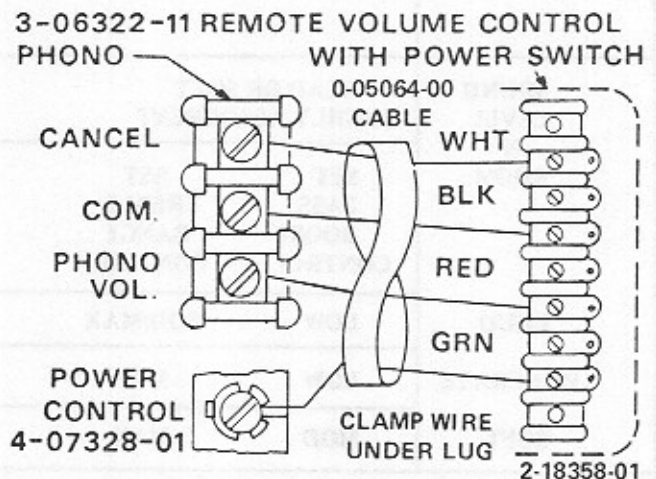 3-06322-11 REMOTE VOLUME CONTROL
PHONO
WITH POWER SWITCH
0-05064-00
CABLE
CANCEL
WHT
COM.
BLK
PHONO
VOL.
RED
GRN
POWER
CONTROL
4-07328-01
CLAMP WIRE
UNDER LUG
2-18358-01